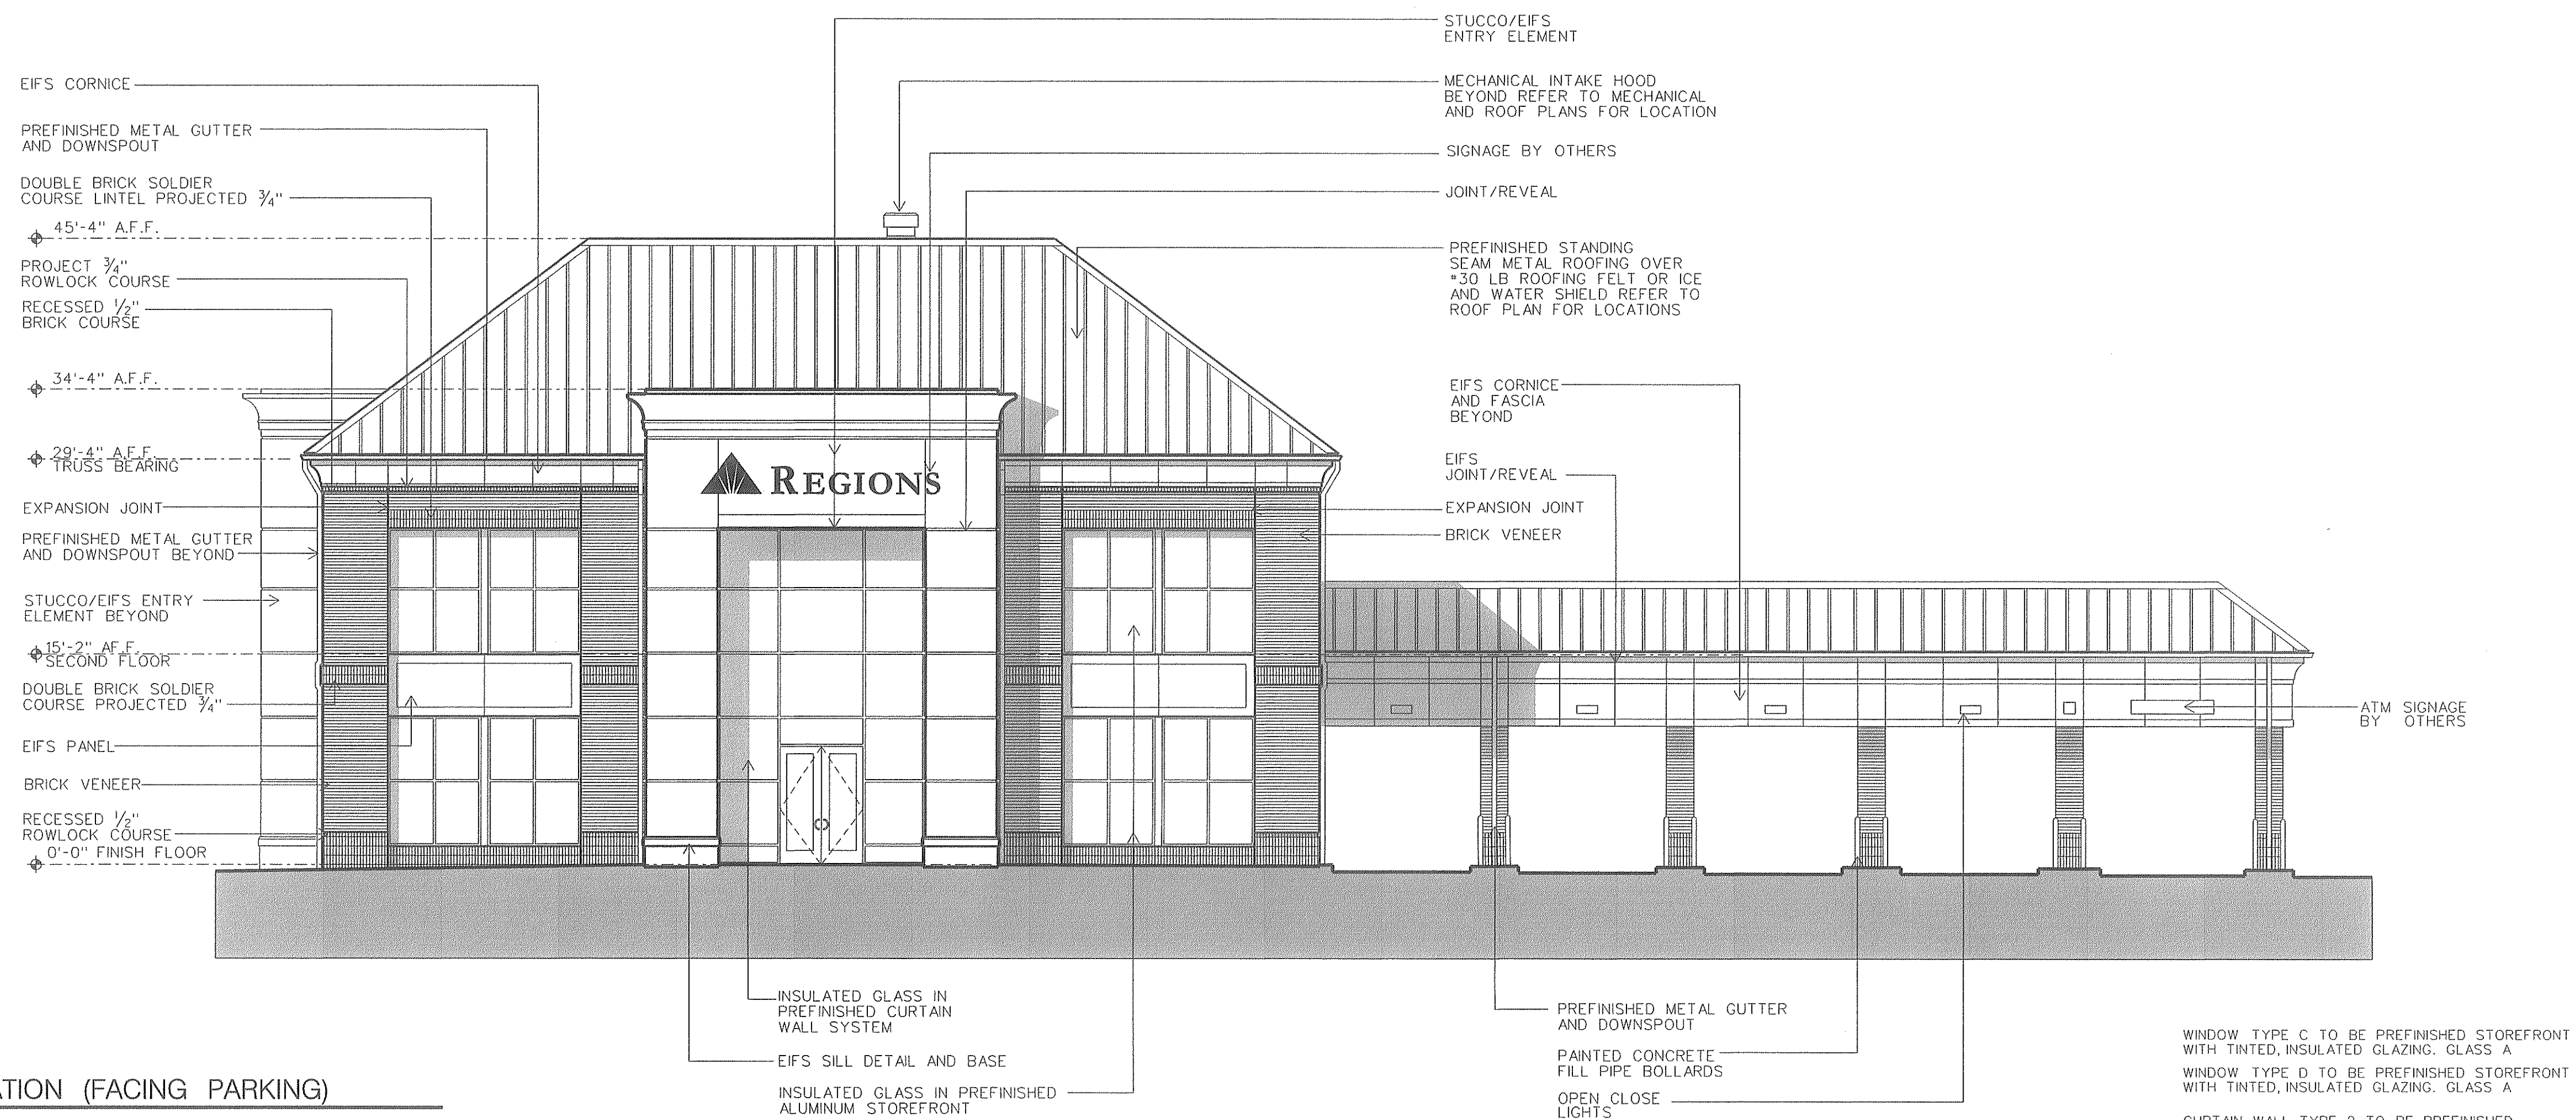 STUCCO/EIFS
ENTRY ELEMENT
EIFS CORNICE
MECHANICAL INTAKE HOOD
BEYOND REFER TO MECHANICAL
AND ROOF PLANS FOR LOCATION
PREFINISHED METAL GUTTER
AND DOWNSPOUT
SIGNAGE BY OTHERS
DOUBLE BRICK SOLDIER
COURSE LINTEL PROJECTED 3/4"
JOINT/REVEAL
45'-4" A.F.F.
PROJECT 3/4"
ROWLOCK COURSE
PREFINISHED STANDING
SEAM METAL ROOFING OVER
#30 LB ROOFING FELT OR ICE
AND WATER SHIELD REFER TO
ROOF PLAN FOR LOCATIONS
RECESSED 1/2"
BRICK COURSE
34'-4" A.F.F.
EIFS CORNICE
AND FASCIA
BEYOND
29'-4" A.F.F.
TRUSS BEARING
REGIONS
EIFS
JOINT/REVEAL
EXPANSION JOINT
EXPANSION JOINT
PREFINISHED METAL GUTTER
AND DOWNSPOUT BEYOND
BRICK VENEER
STUCCO/EIFS ENTRY
ELEMENT BEYOND
15'-2" AF.F.
SECOND FLOOR
DOUBLE BRICK SOLDIER
COURSE PROJECTED 3/4"
ATM SIGNAGE
BY OTHERS
EIFS PANEL
BRICK VENEER
RECESSED 1/2"
ROWLOCK COURSE
0'-0" FINISH FLOOR
INSULATED GLASS IN
PREFINISHED CURTAIN
WALL SYSTEM
EIFS SILL DETAIL AND BASE
INSULATED GLASS IN PREFINISHED
ALUMINUM STOREFRONT
PREFINISHED METAL GUTTER
AND DOWNSPOUT
PAINTED CONCRETE
FILL PIPE BOLLARDS
OPEN CLOSE
LIGHTS
WINDOW TYPE C TO BE PREFINISHED STOREFRONT
WITH TINTED, INSULATED GLAZING. GLASS A
WINDOW TYPE D TO BE PREFINISHED STOREFRONT
WITH TINTED, INSULATED GLAZING. GLASS A
CURTAIN WALL TYPE 2 TO BE PREFINISHED
ATION (FACING PARKING)